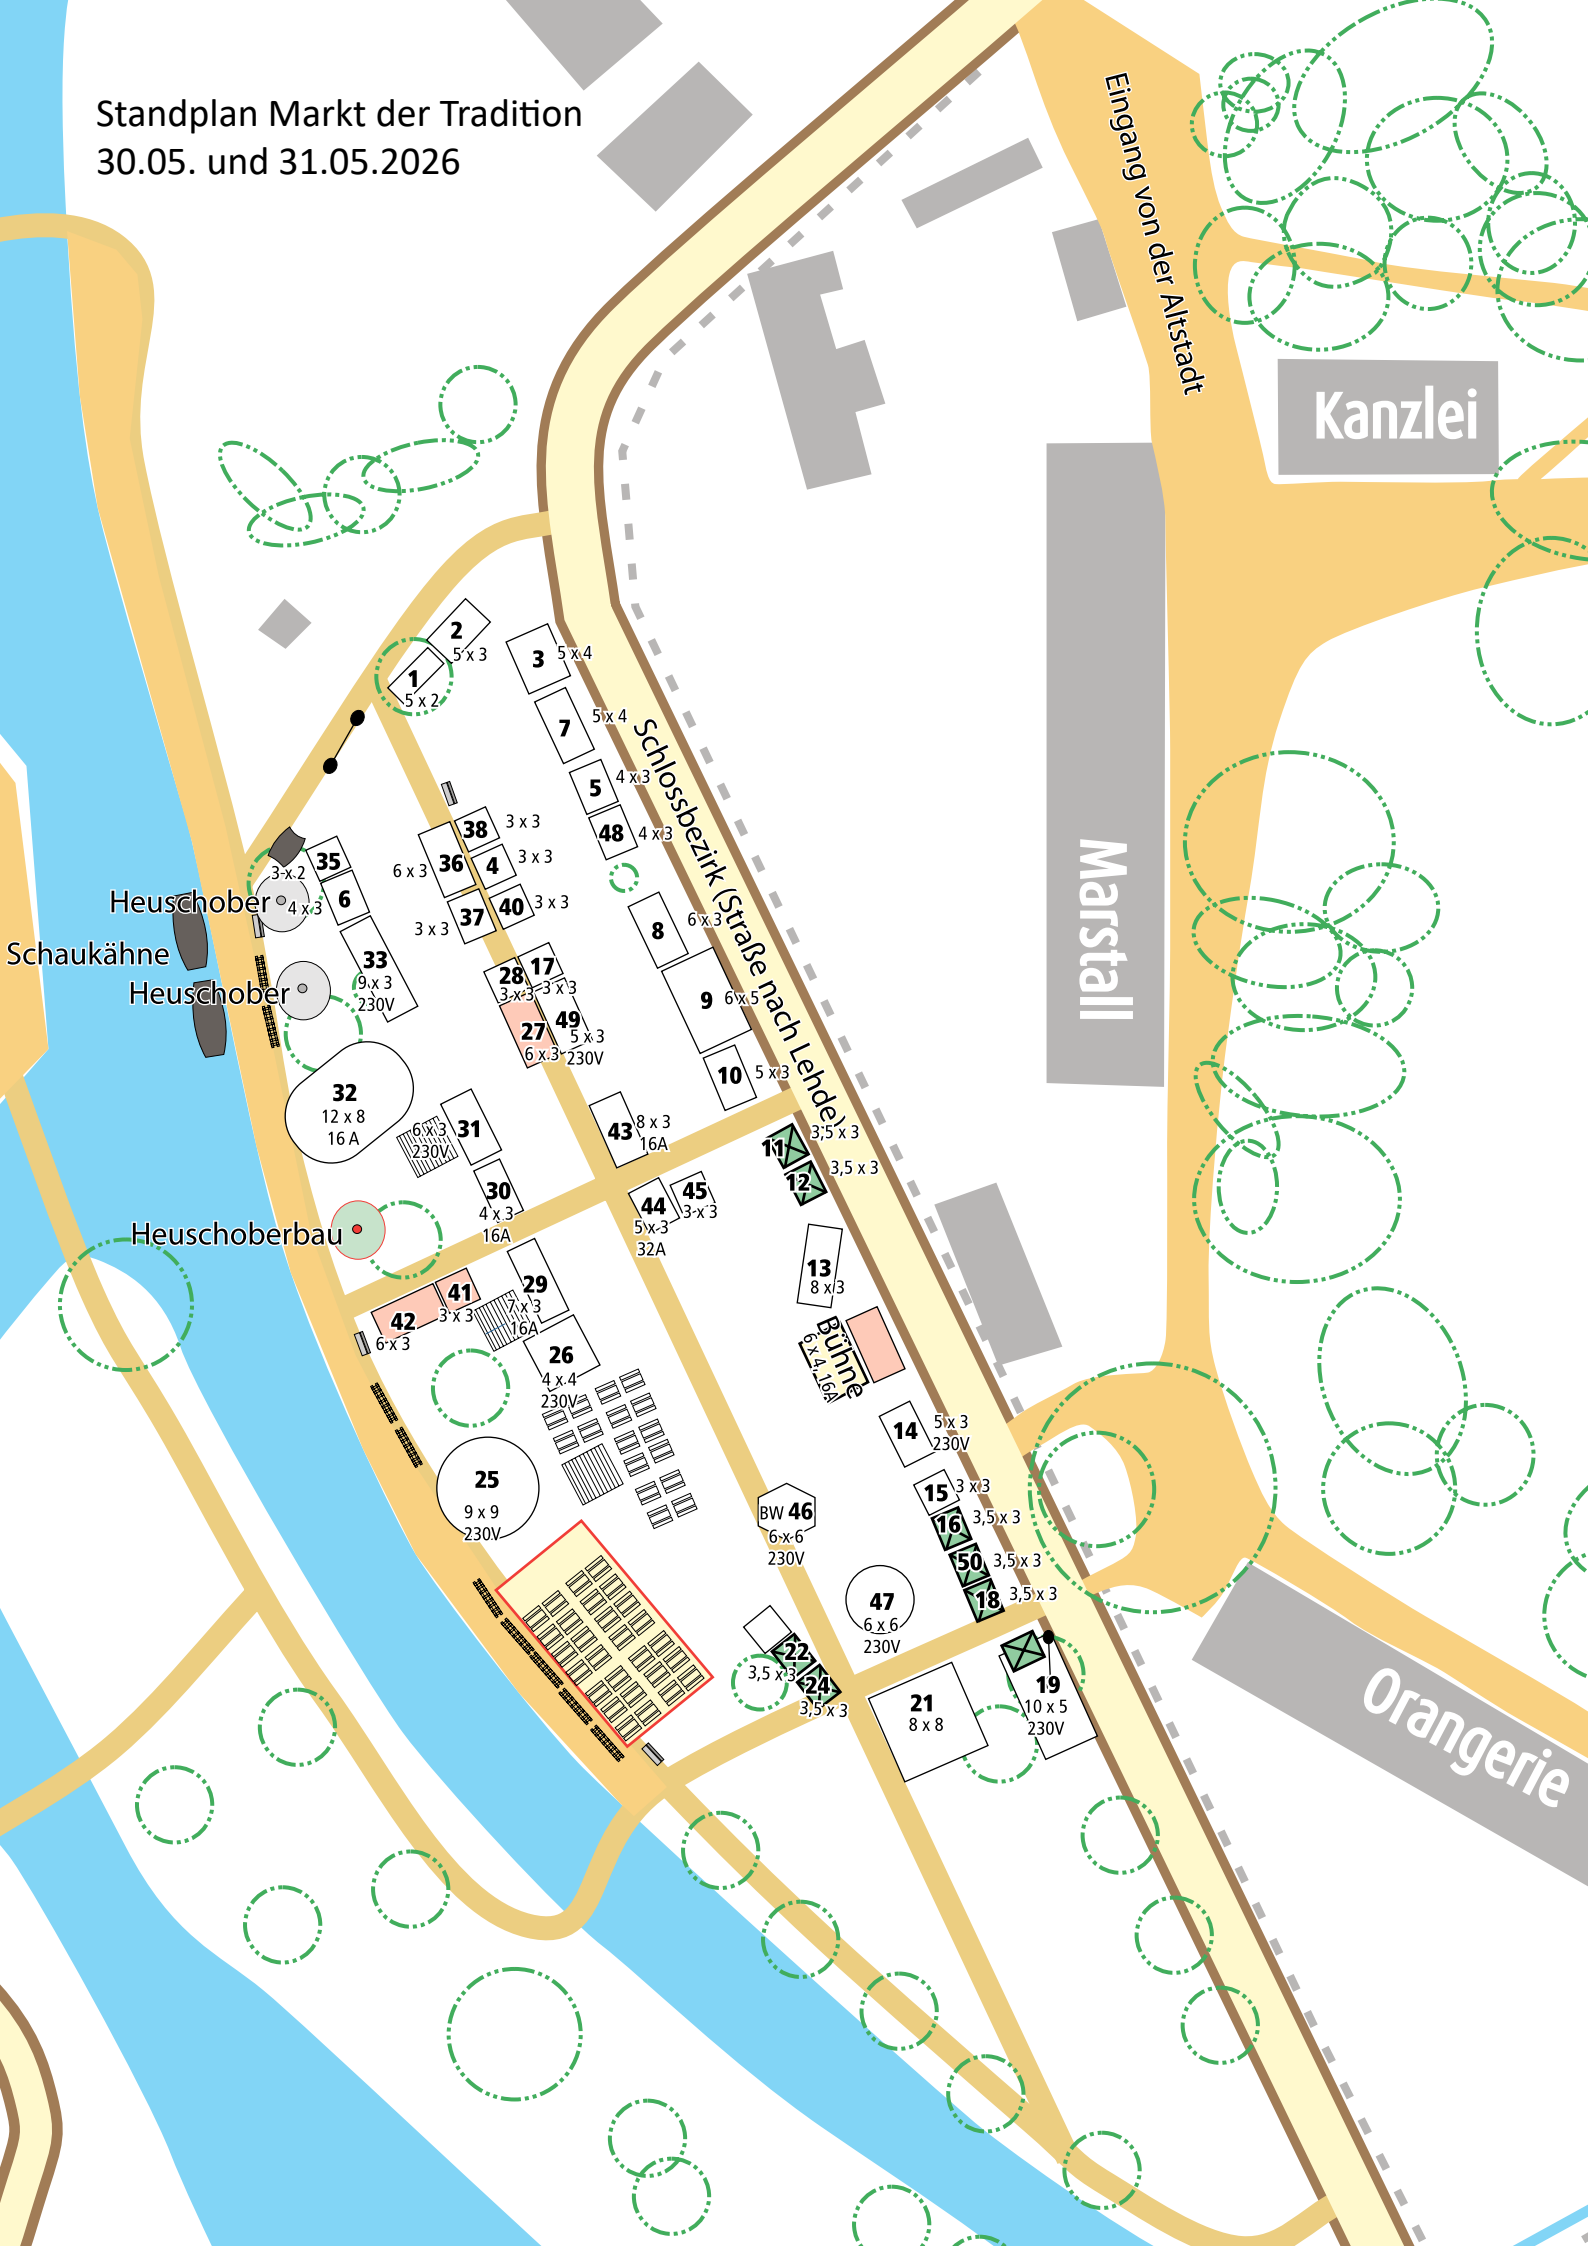 Standplan Markt der Tradition
30.05. und 31.05.2026
Eingang von der Altstadt
Kanzlei
Marstall
Orangerie
Schlossbezirk (Straße nach Lehde)
2
5 x 3
1
5 x 2
3
5 x 4
7
5 x 4
5
4 x 3
48
4 x 3
38
3 x 3
36
6 x 3
4
3 x 3
40
3 x 3
37
3 x 3
35
3 x 2
6
4 x 3
Heuschober
Schaukähne
Heuschober
33
9 x 3
230V
8
6 x 3
9
6 x 5
10
5 x 3
28
3 x 3
17
3 x 3
27
6 x 3
49
5 x 3
230V
32
12 x 8
16 A
31
6 x 3
230V
30
4 x 3
16A
43
8 x 3
16A
44
5 x 3
32A
45
3 x 3
11
3,5 x 3
12
3,5 x 3
Heuschoberbau
13
8 x 3
Bühne
6 x 4, 16A
29
7 x 3
16A
41
3 x 3
42
6 x 3
26
4 x 4
230V
14
5 x 3
230V
25
9 x 9
230V
BW 46
6 x 6
230V
15
3 x 3
16
3,5 x 3
50
3,5 x 3
18
3,5 x 3
47
6 x 6
230V
22
3,5 x 3
24
3,5 x 3
21
8 x 8
19
10 x 5
230V